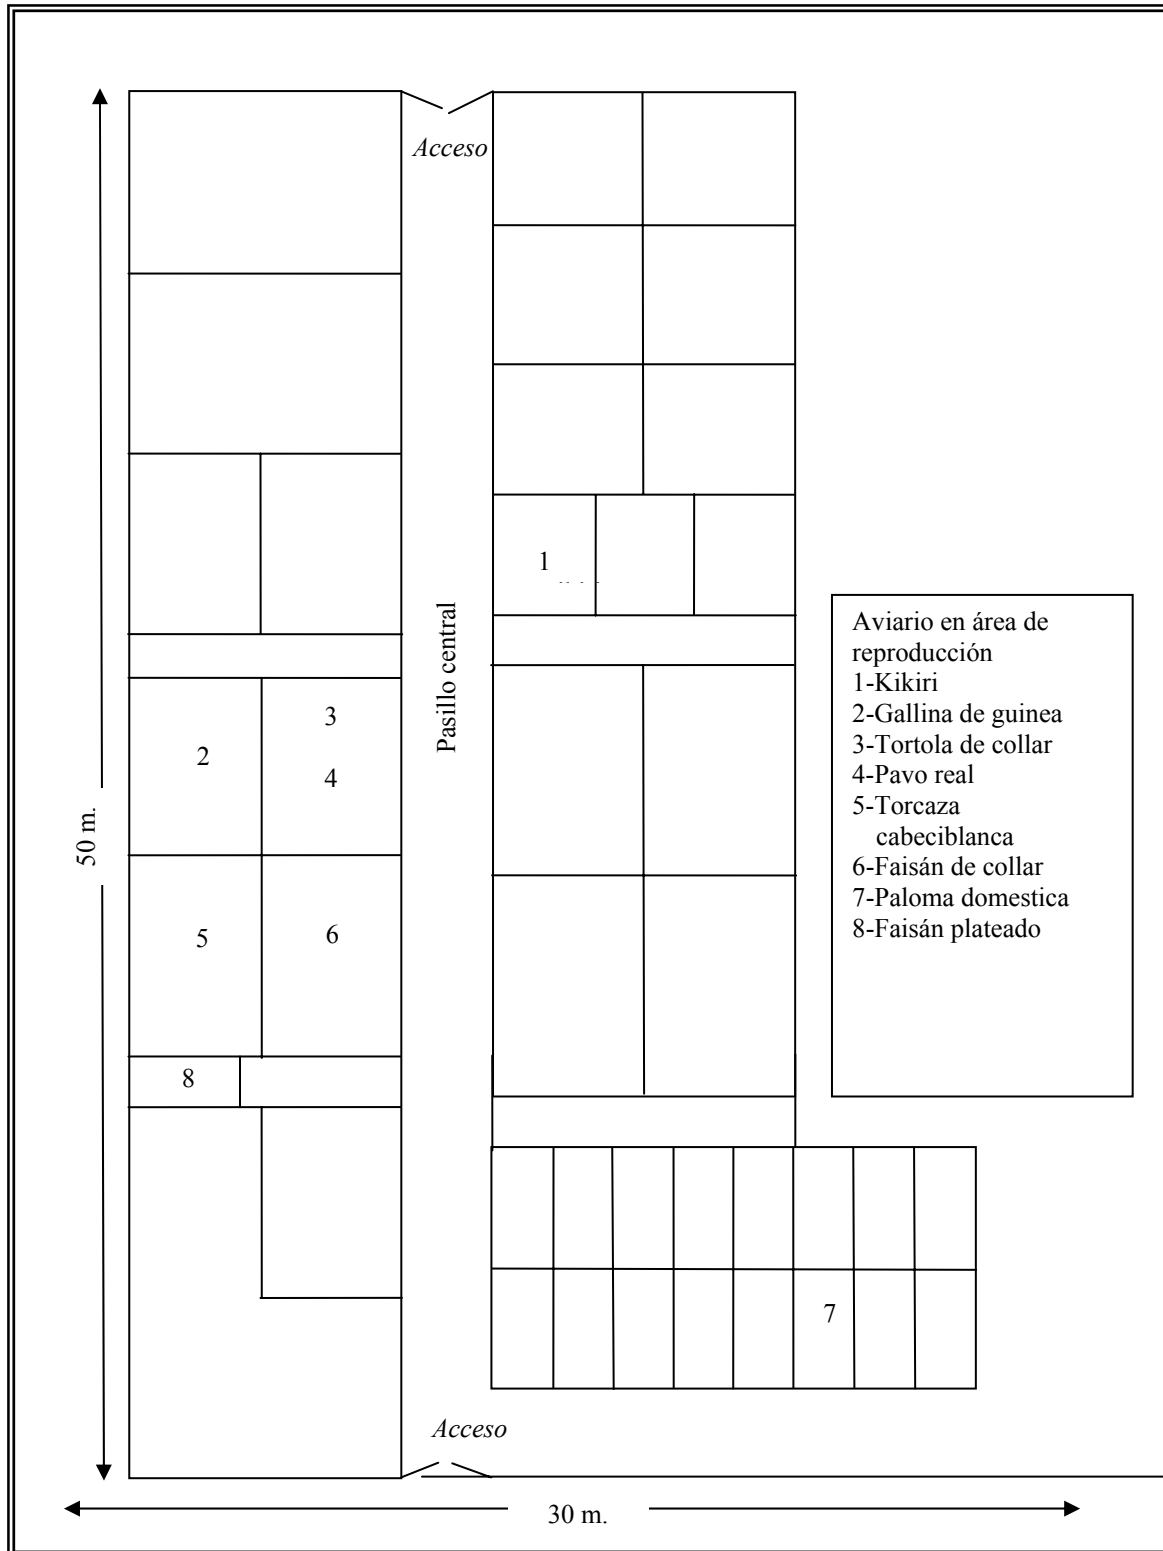 Acceso
1
Pasillo central
Aviario en área de
reproducción
1-Kikiri
2-Gallina de guinea
3-Tortola de collar
4-Pavo real
5-Torcaza
cabeciblanca
6-Faisán de collar
7-Paloma domestica
8-Faisán plateado
3
2
4
50 m.
5
6
8
7
Acceso
30 m.